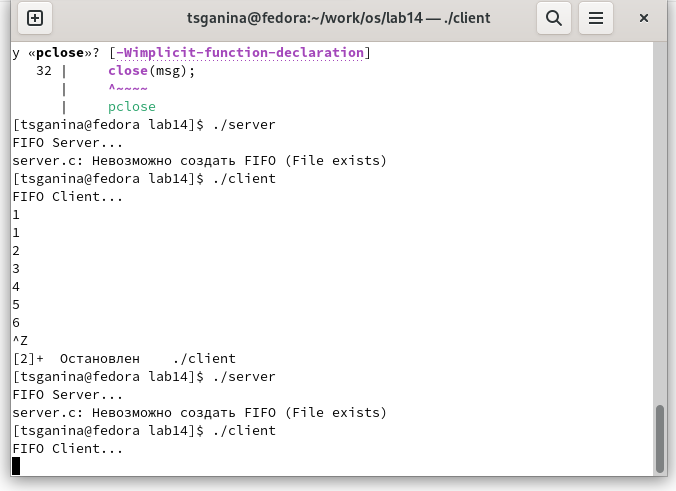 tsganina@fedora:~/work/os/lab14 — ./client
у «pclose»? [-Wimplicit-function-declaration]
32 | close(msg);
| ^~~~~
| pclose
[tsganina@fedora lab14]$ ./server
FIFO Server...
server.c: Невозможно создать FIFO (File exists)
[tsganina@fedora lab14]$ ./client
FIFO Client...
1
1
2
3
4
5
6
^Z
[2]+  Остановлен    ./client
[tsganina@fedora lab14]$ ./server
FIFO Server...
server.c: Невозможно создать FIFO (File exists)
[tsganina@fedora lab14]$ ./client
FIFO Client...